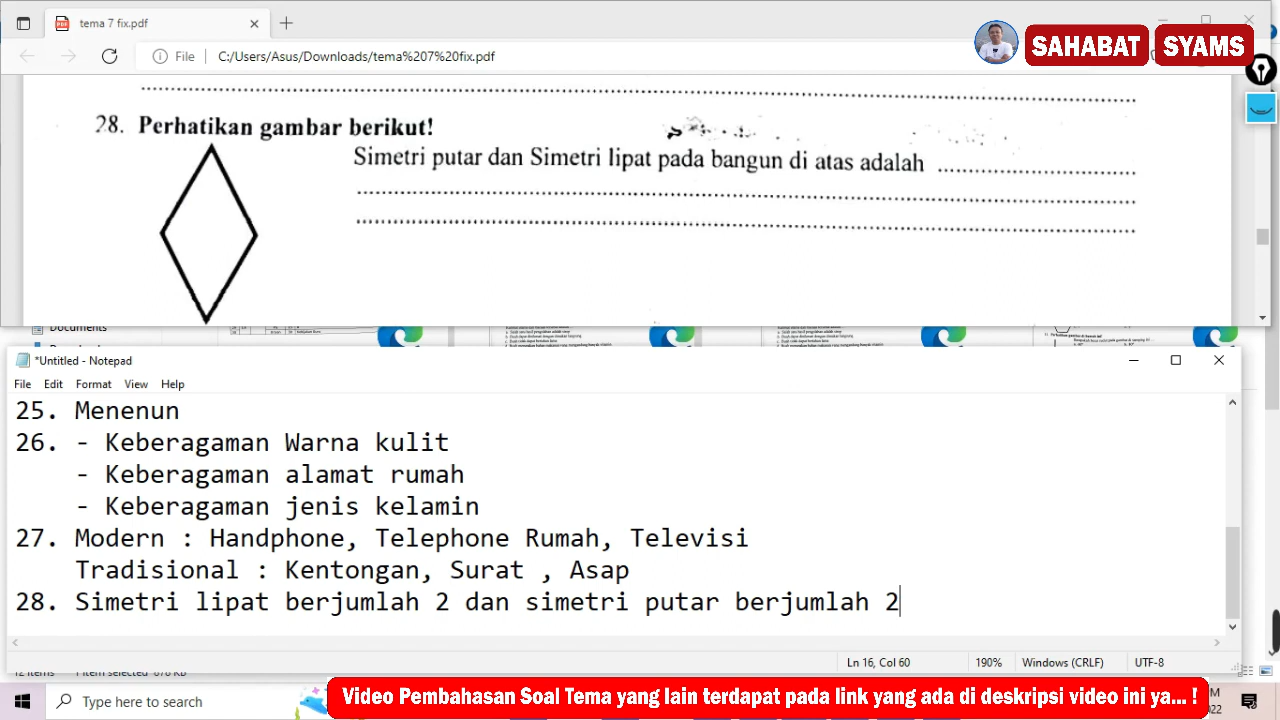 tema 7 fix.pdf
File C:/Users/Asus/Downloads/tema%207%20fix.pdf
SAHABAT SYAMS
28. Perhatikan gambar berikut!
Simetri putar dan Simetri lipat pada bangun di atas adalah
Documents
*Untitled - Notepad
File Edit Format View Help
25. Menenun
26. - Keberagaman Warna kulit
- Keberagaman alamat rumah
- Keberagaman jenis kelamin
27. Modern : Handphone, Telephone Rumah, Televisi
Tradisional : Kentongan, Surat , Asap
28. Simetri lipat berjumlah 2 dan simetri putar berjumlah 2
Ln 16, Col 60 190% Windows (CRLF) UTF-8
Type here to search
Video Pembahasan Soal Tema yang lain terdapat pada link yang ada di deskripsi video ini ya... !